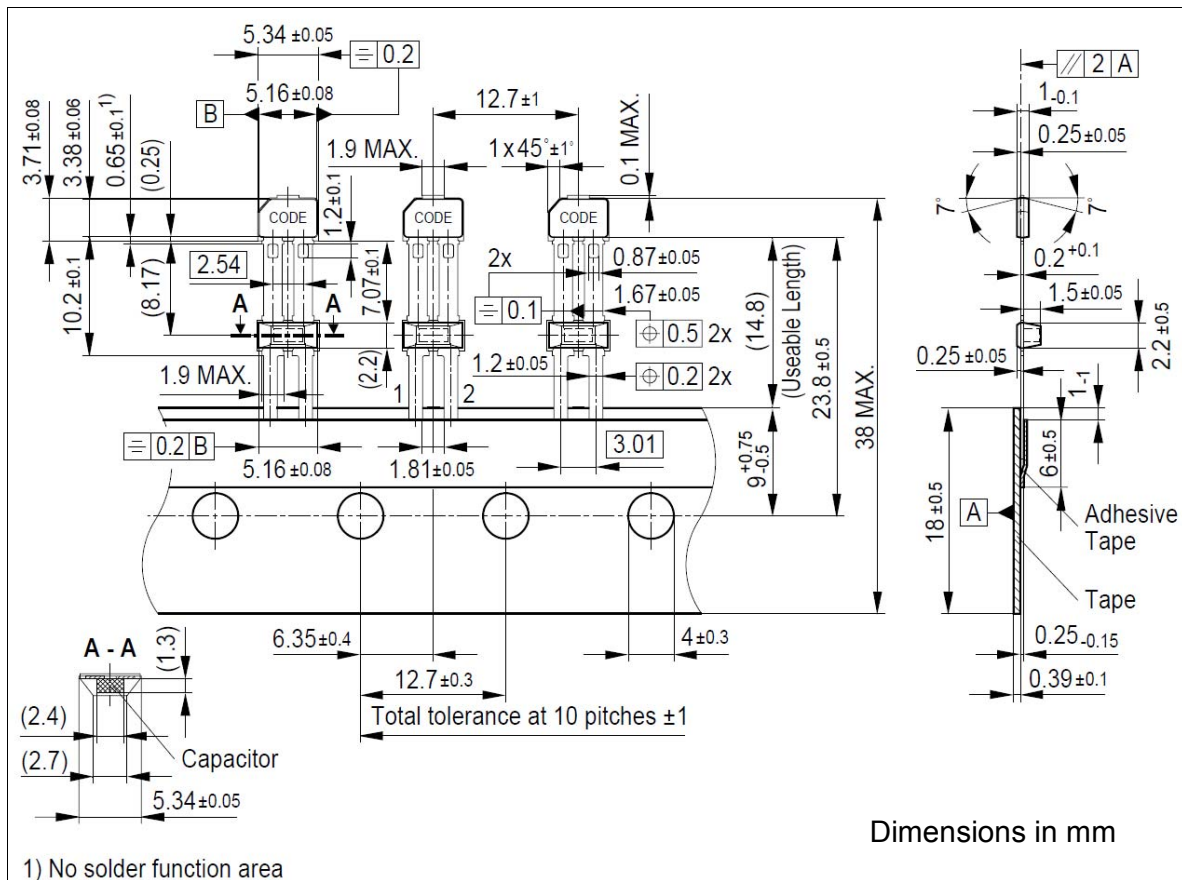 5.34±0.05
⌯ 0.2
5.16±0.08
B
12.7±1
1.9 MAX.
1 x 45°±1°
0.1 MAX.
3.71±0.08
3.38±0.06
0.65±0.1 1)
(0.25)
1.2±0.1
CODE
CODE
CODE
10.2±0.1
(8.17)
2.54
7.07±0.1
2x
0.87±0.05
⌯ 0.1
1.67±0.05
A
A
⌖ 0.5 2x
(2.2)
1.9 MAX.
1
2
1.2±0.05
⌖ 0.2 2x
⌯ 0.2 B
5.16±0.08
1.81±0.05
3.01
(14.8)
(Useable Length)
23.8±0.5
38 MAX.
9 +0.75 -0.5
6.35±0.4
4±0.3
12.7±0.3
Total tolerance at 10 pitches ±1
⫽ 2 A
1-0.1
0.25±0.05
7°
7°
0.2+0.1
1.5±0.05
2.2±0.5
0.25±0.05
1-1
6±0.5
18±0.5
A
Adhesive
Tape
Tape
0.25-0.15
0.39±0.1
A - A
(1.3)
(2.4)
(2.7)
Capacitor
5.34±0.05
Dimensions in mm
1) No solder function area